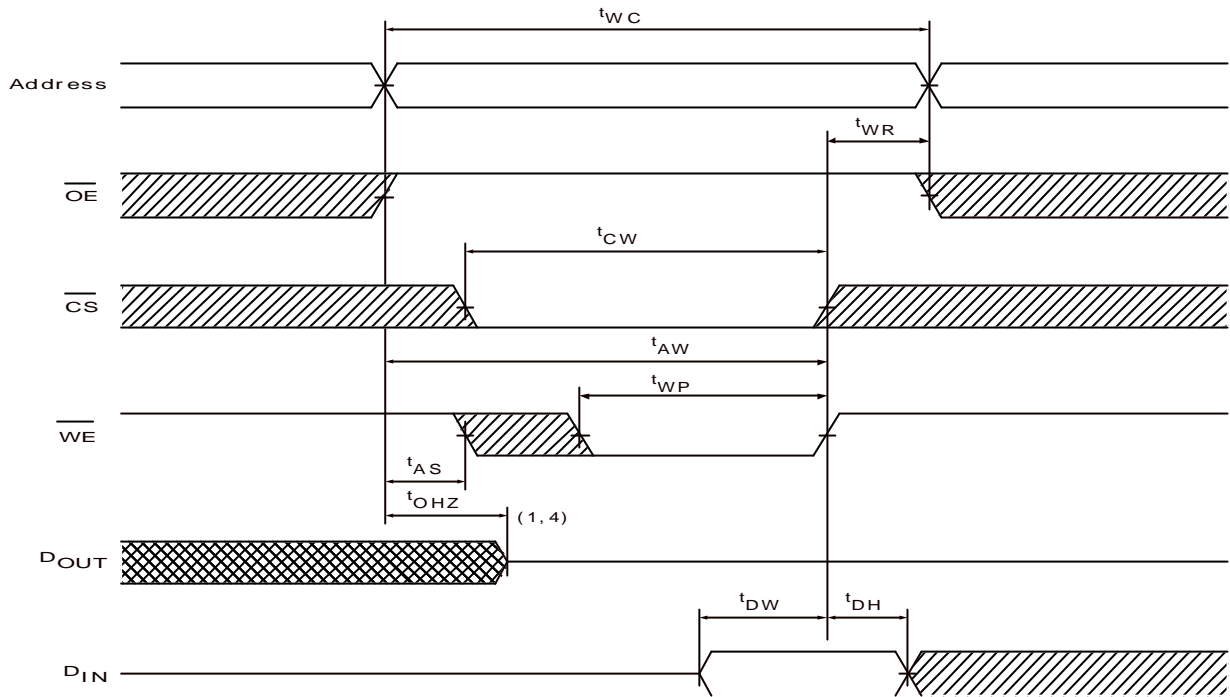 tWC
Address
tWR
OE
tCW
CS
tAW
tWP
WE
tAS
tOHZ
(1,4)
DOUT
tDW
tDH
DIN